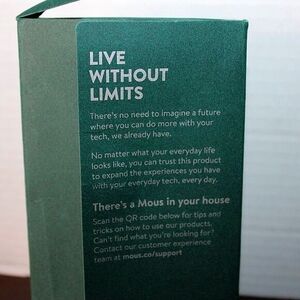 LIVE
WITHOUT
LIMITS
There's no need to imagine a future
where you can do more with your
tech, we already have.
No matter what your everyday life
looks like, you can trust this product
to expand the experiences you have
with your everyday tech, every day.
There's a Mous in your house
Scan the QR code below for tips and
tricks on how to use our products.
Can't find what you're looking for?
Contact our customer experience
team at mous.co/support